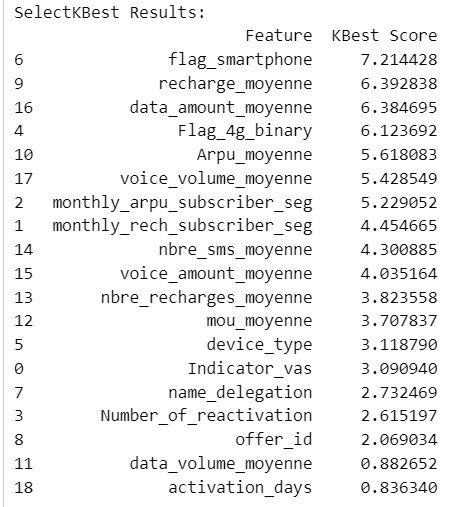 SelectKBest Results:
Feature KBest Score
6 flag_smartphone 7.214428
9 recharge_moyenne 6.392838
16 data_amount_moyenne 6.384695
4 Flag_4g_binary 6.123692
10 Arpu_moyenne 5.618083
17 voice_volume_moyenne 5.428549
2 monthly_arpu_subscriber_seg 5.229052
1 monthly_rech_subscriber_seg 4.454665
14 nbre_sms_moyenne 4.300885
15 voice_amount_moyenne 4.035164
13 nbre_recharges_moyenne 3.823558
12 mou_moyenne 3.707837
5 device_type 3.118790
0 Indicator_vas 3.090940
7 name_delegation 2.732469
3 Number_of_reactivation 2.615197
8 offer_id 2.069034
11 data_volume_moyenne 0.882652
18 activation_days 0.836340